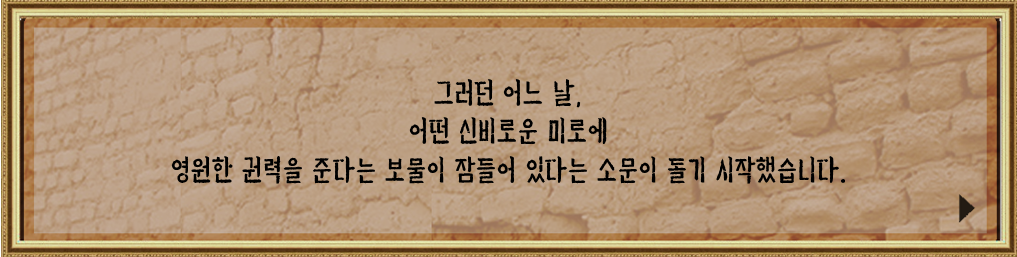 그러던 어느 날,
어떤 신비로운 미로에
영원한 권력을 준다는 보물이 잠들어 있다는 소문이 돌기 시작했습니다.